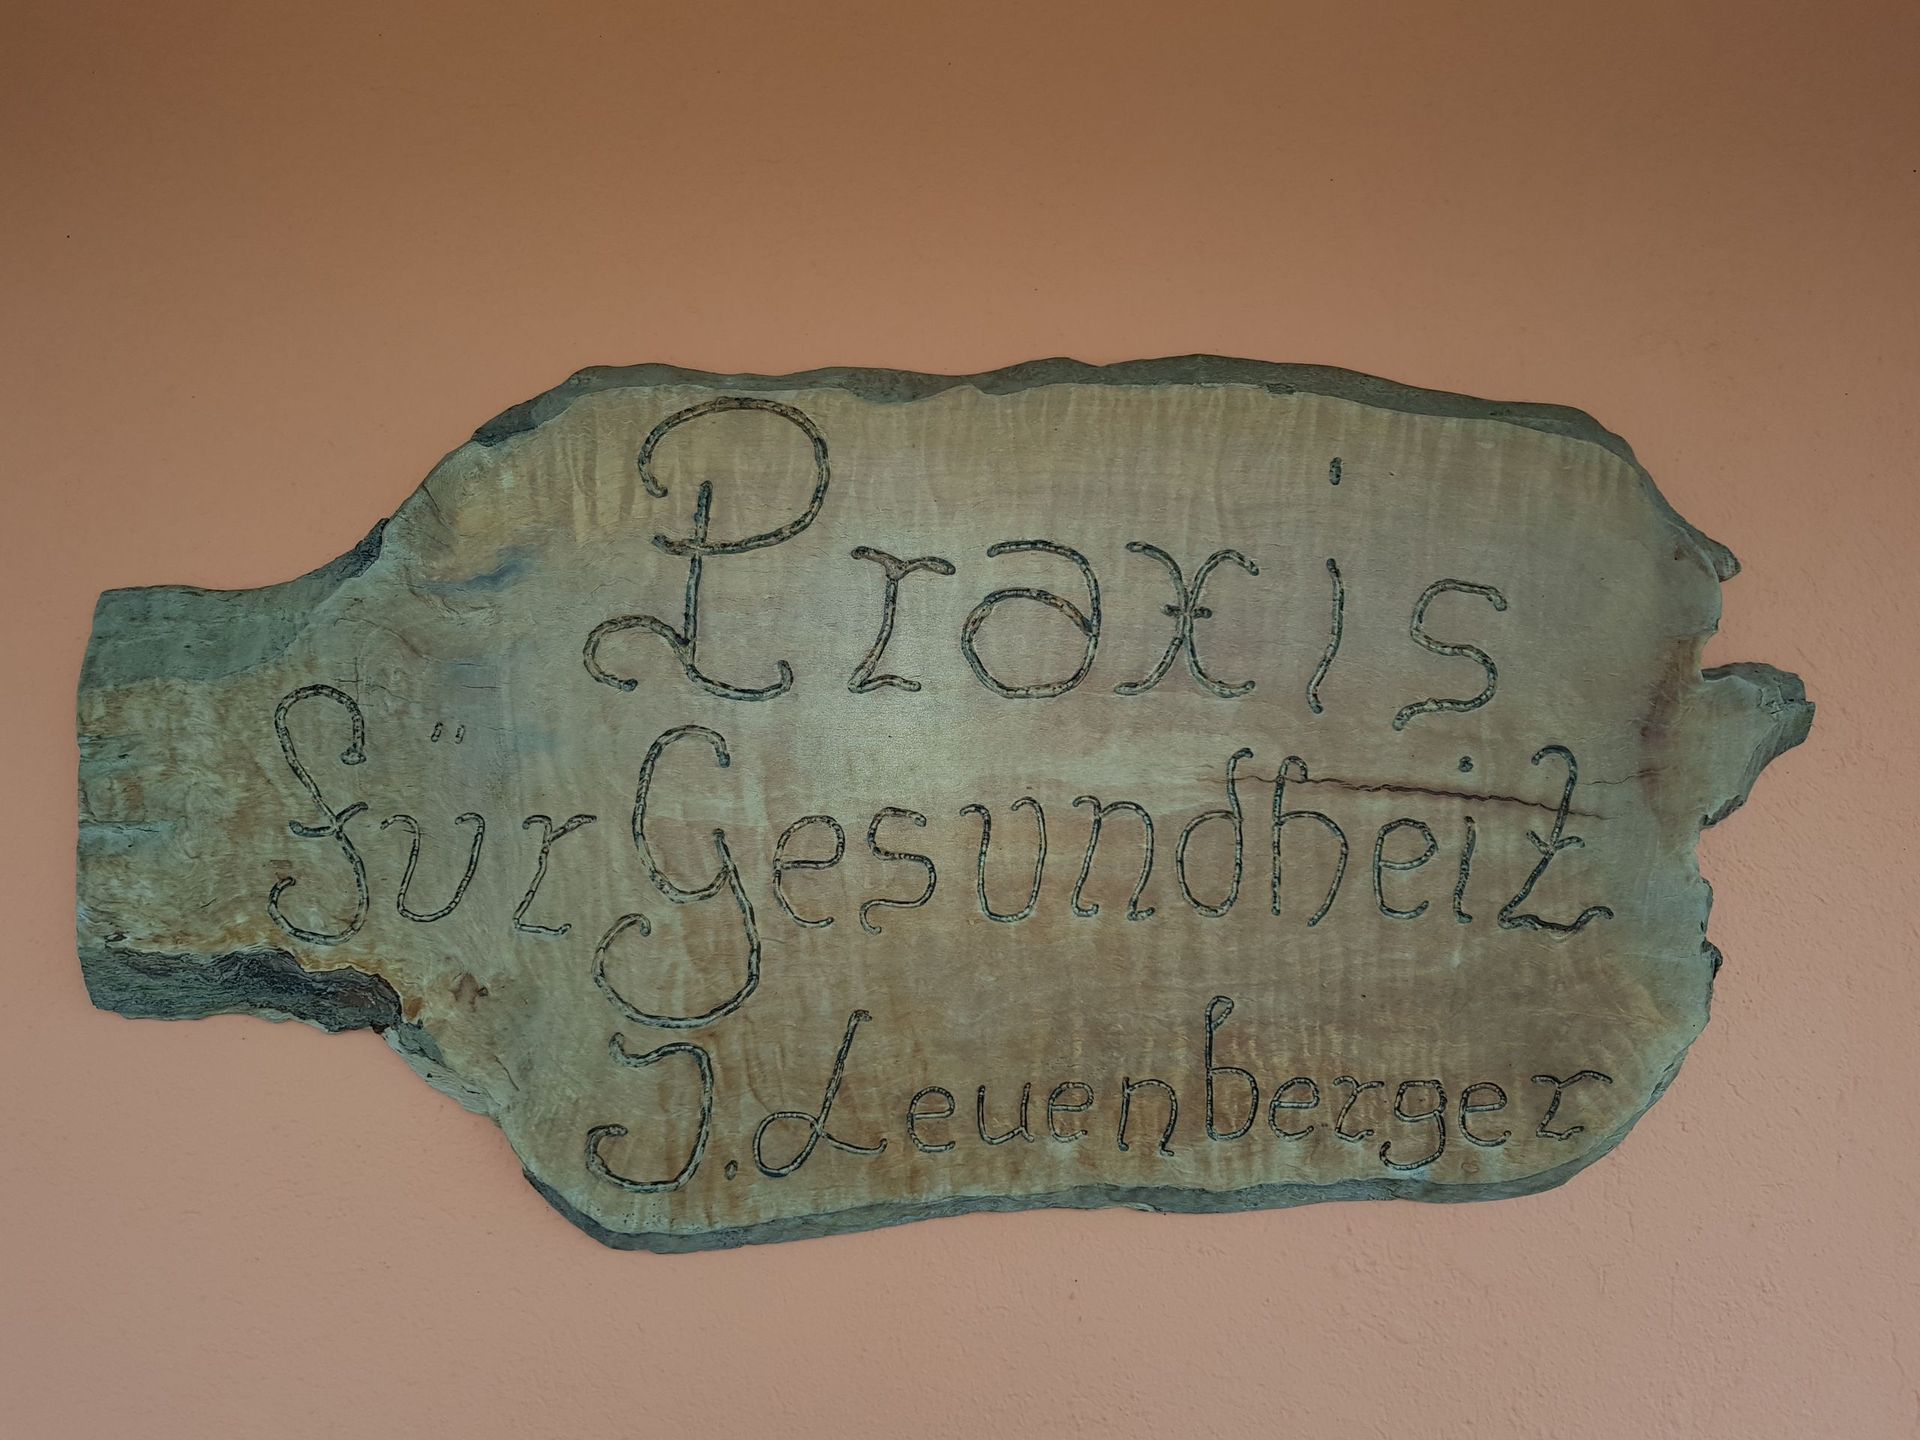 Praxis
für Gesundheit
J. Leuenberger